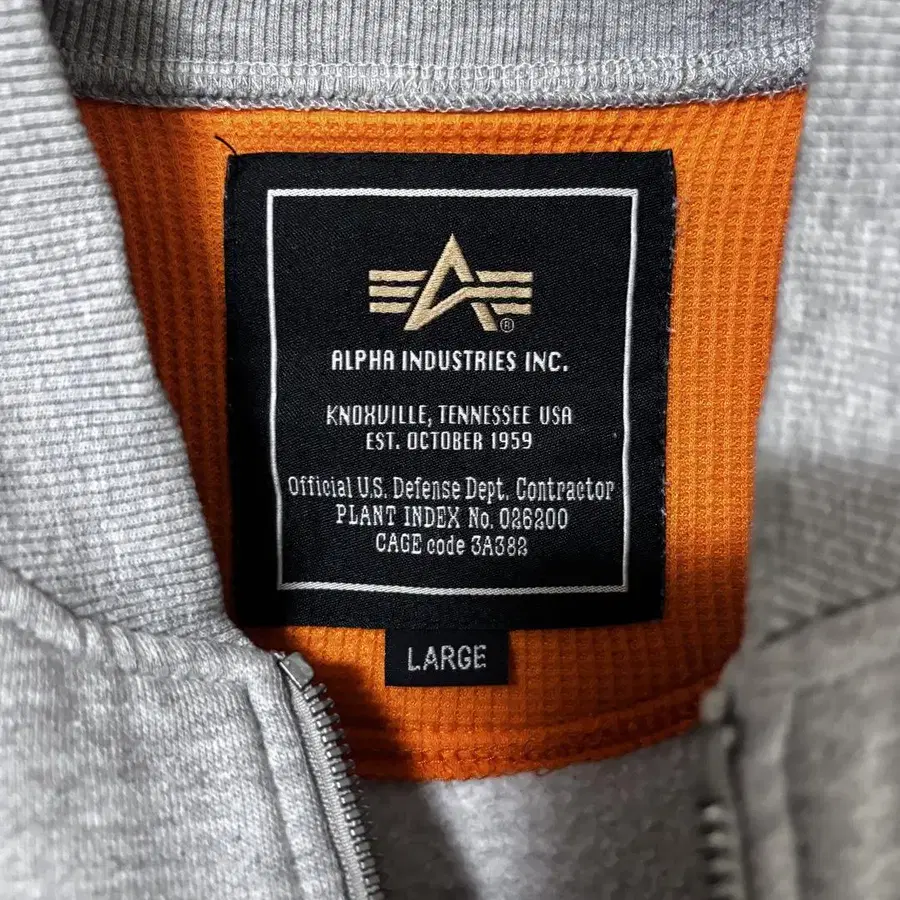 ALPHA INDUSTRIES INC.
KNOXVILLE, TENNESSEE USA
EST. OCTOBER 1959
Official U.S. Defense Dept. Contractor
PLANT INDEX No. 026200
CAGE code 3A382
LARGE